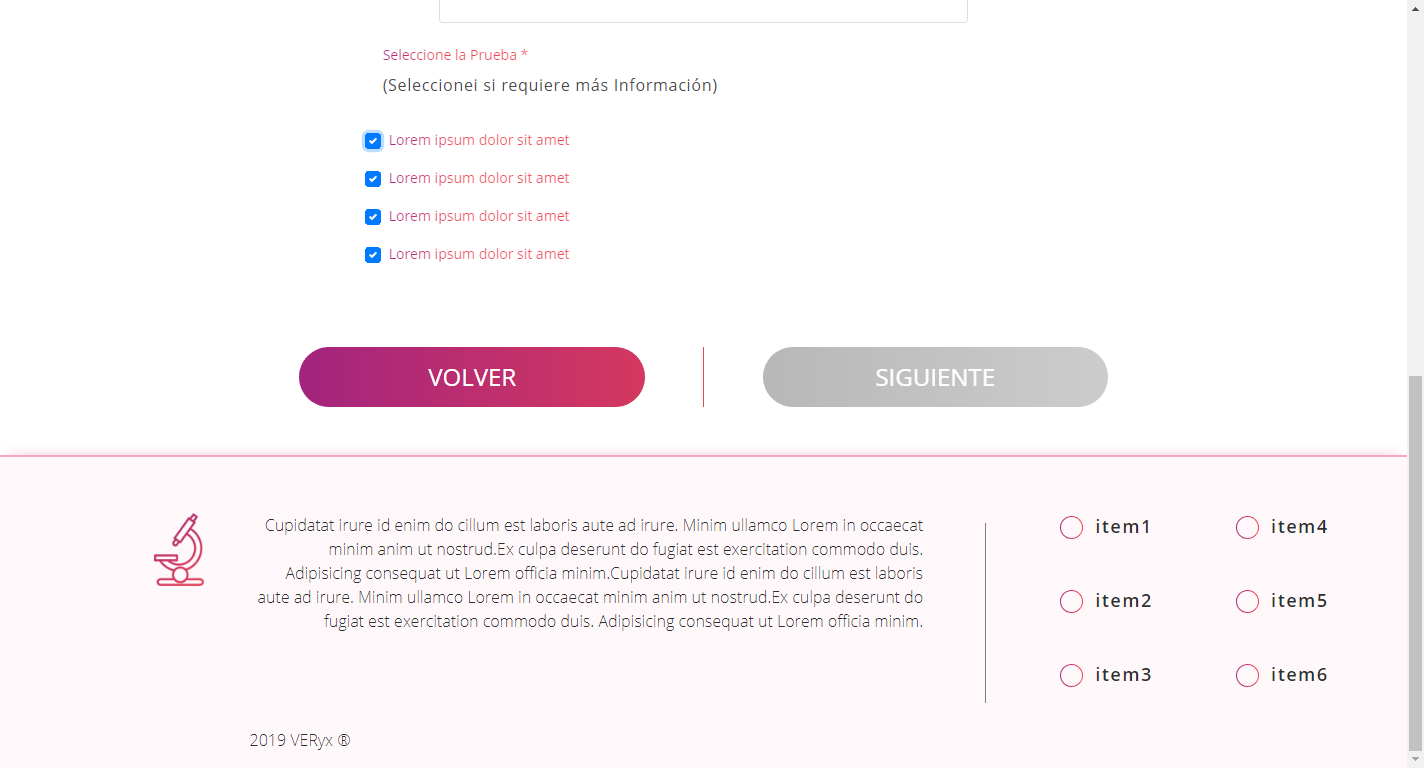 Seleccione la Prueba *
(Seleccionei si requiere más Información)
Lorem ipsum dolor sit amet
Lorem ipsum dolor sit amet
Lorem ipsum dolor sit amet
Lorem ipsum dolor sit amet
VOLVER
SIGUIENTE
Cupidatat irure id enim do cillum est laboris aute ad irure. Minim ullamco Lorem in occaecat
minim anim ut nostrud.Ex culpa deserunt do fugiat est exercitation commodo duis.
Adipisicing consequat ut Lorem officia minim.Cupidatat irure id enim do cillum est laboris
aute ad irure. Minim ullamco Lorem in occaecat minim anim ut nostrud.Ex culpa deserunt do
fugiat est exercitation commodo duis. Adipisicing consequat ut Lorem officia minim.
item1
item2
item3
item4
item5
item6
2019 VERyx ®